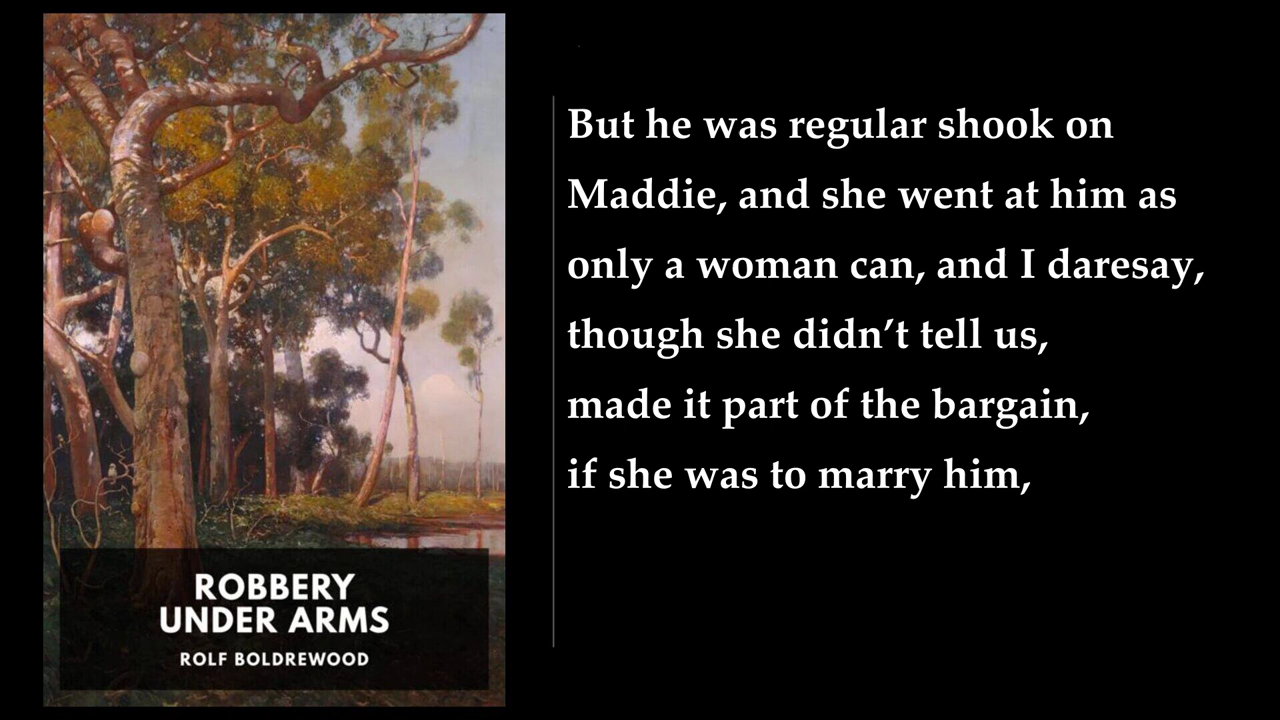 But he was regular shook on
Maddie, and she went at him as
only a woman can, and I daresay,
though she didn’t tell us,
made it part of the bargain,
if she was to marry him,
ROBBERY
UNDER ARMS
ROLF BOLDREWOOD